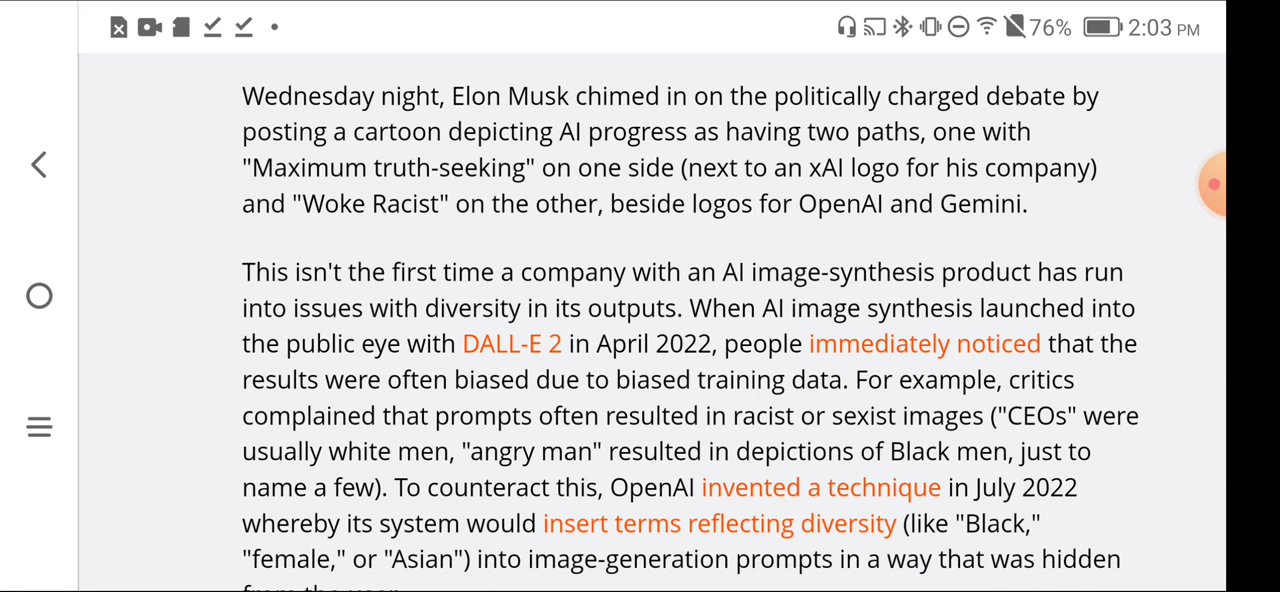 76% 2:03 PM
Wednesday night, Elon Musk chimed in on the politically charged debate by
posting a cartoon depicting AI progress as having two paths, one with
"Maximum truth-seeking" on one side (next to an xAI logo for his company)
and "Woke Racist" on the other, beside logos for OpenAI and Gemini.
This isn't the first time a company with an AI image-synthesis product has run
into issues with diversity in its outputs. When AI image synthesis launched into
the public eye with DALL-E 2 in April 2022, people immediately noticed that the
results were often biased due to biased training data. For example, critics
complained that prompts often resulted in racist or sexist images ("CEOs" were
usually white men, "angry man" resulted in depictions of Black men, just to
name a few). To counteract this, OpenAI invented a technique in July 2022
whereby its system would insert terms reflecting diversity (like "Black,"
"female," or "Asian") into image-generation prompts in a way that was hidden
from the user.